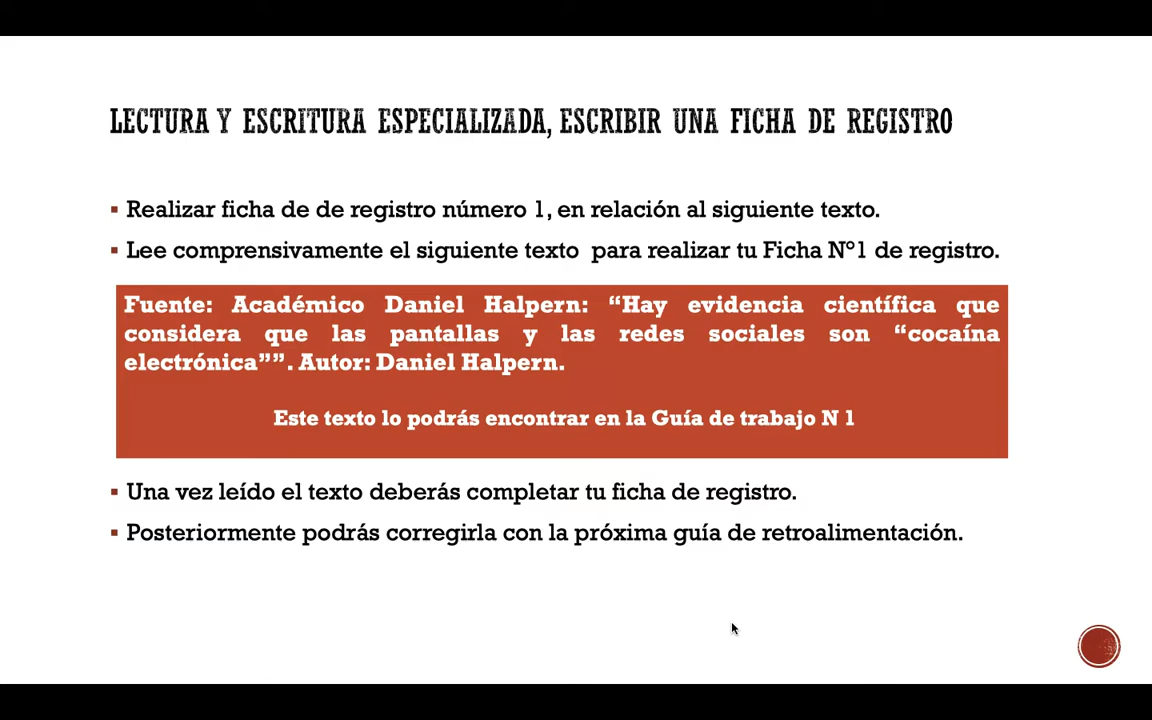 LECTURA Y ESCRITURA ESPECIALIZADA, ESCRIBIR UNA FICHA DE REGISTRO
▪ Realizar ficha de de registro número 1, en relación al siguiente texto.
▪ Lee comprensivamente el siguiente texto para realizar tu Ficha N°1 de registro.
Fuente: Académico Daniel Halpern: “Hay evidencia científica que
considera que las pantallas y las redes sociales son “cocaína
electrónica””. Autor: Daniel Halpern.
Este texto lo podrás encontrar en la Guía de trabajo N 1
▪ Una vez leído el texto deberás completar tu ficha de registro.
▪ Posteriormente podrás corregirla con la próxima guía de retroalimentación.